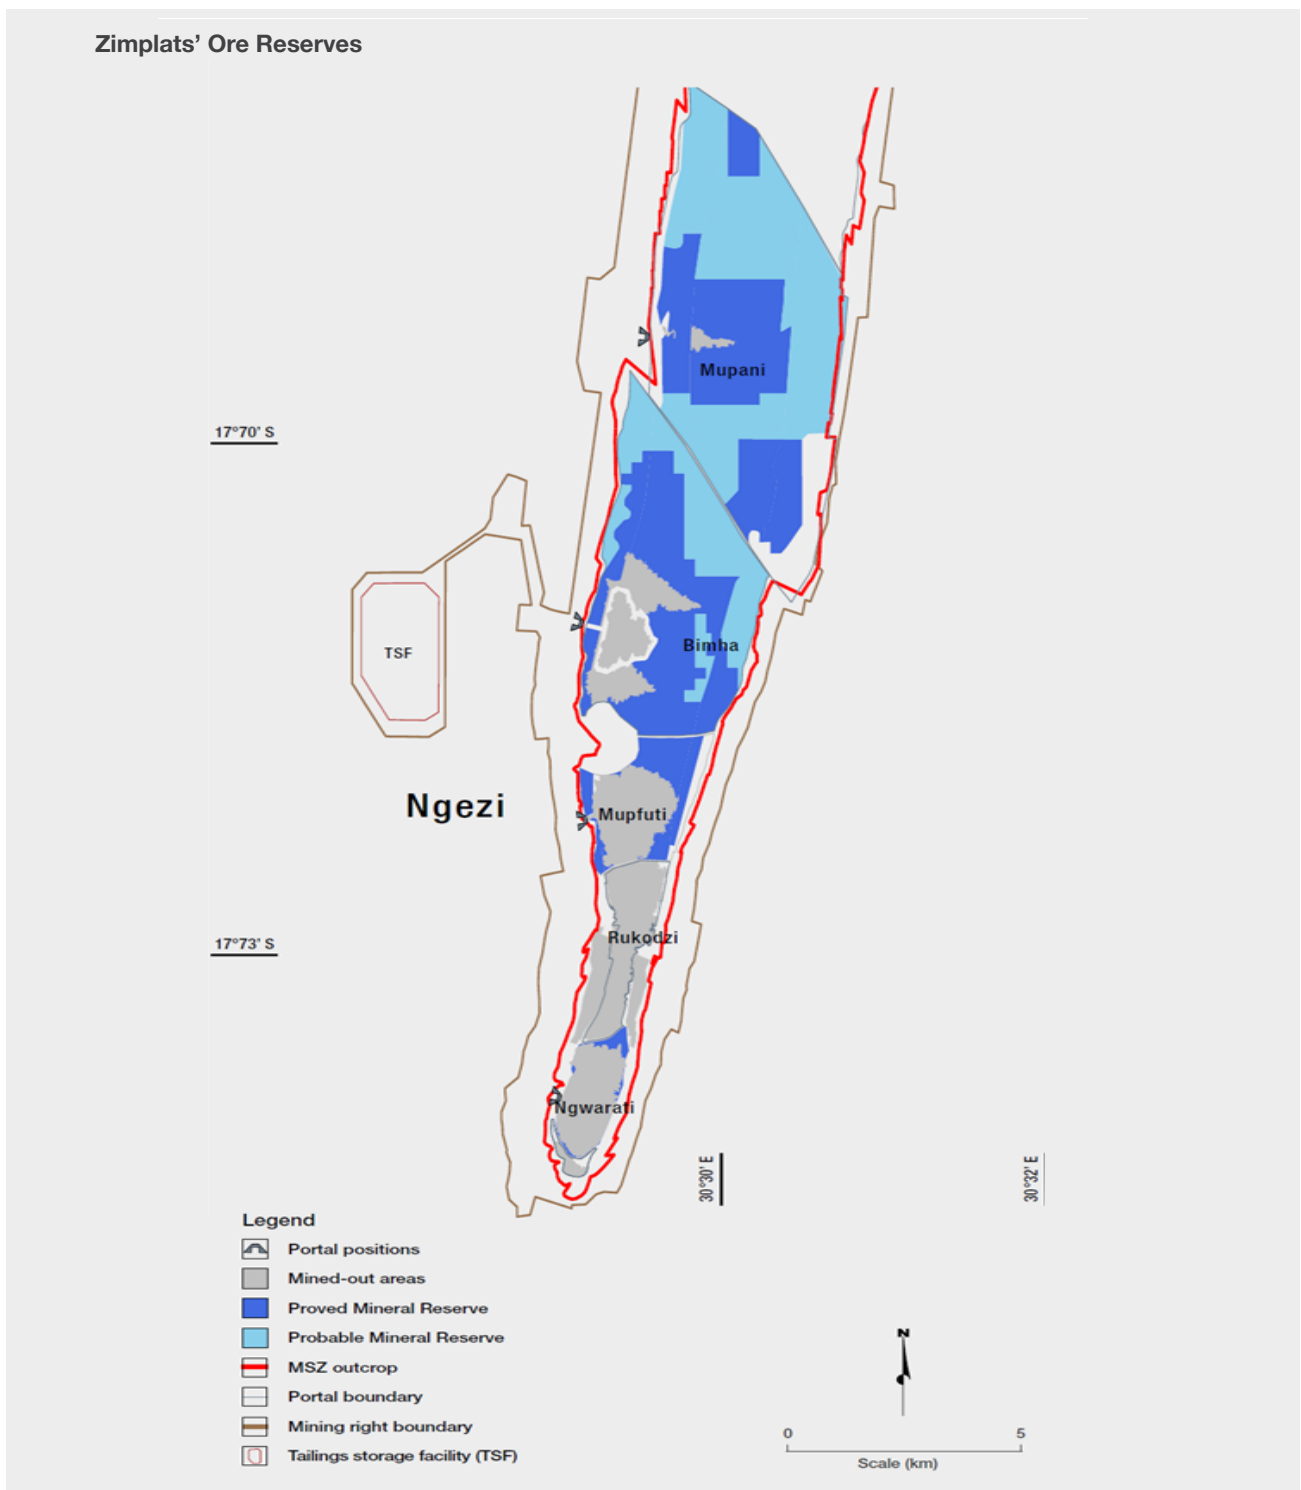 Zimplats’ Ore Reserves
Mupani
17°70' S
Bimha
TSF
Ngezi
Mupfuti
Rukodzi
17°73' S
Ngwarati
30°30' E
30°32' E
Legend
Portal positions
Mined-out areas
Proved Mineral Reserve
Probable Mineral Reserve
MSZ outcrop
Portal boundary
Mining right boundary
Tailings storage facility (TSF)
N
0 5
Scale (km)